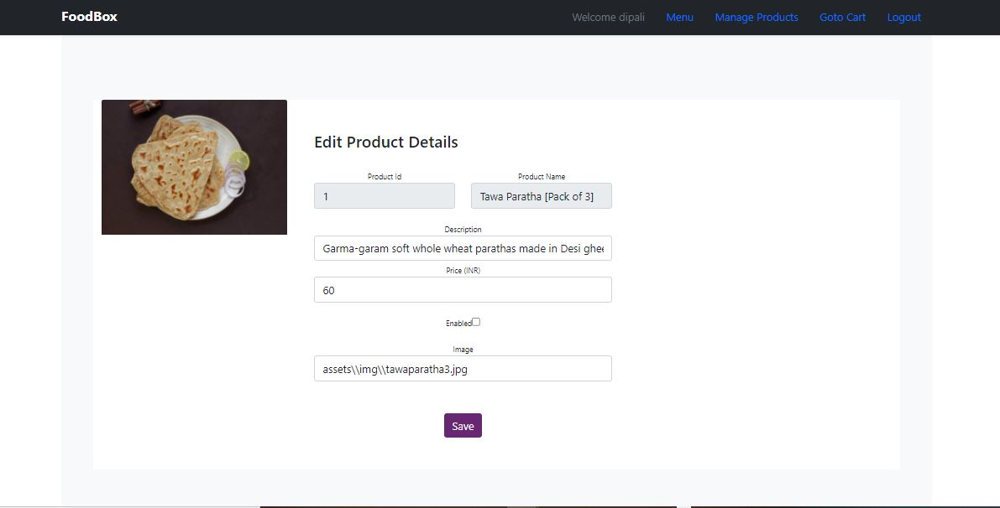 FoodBox
Welcome dipali Menu Manage Products Goto Cart Logout
Edit Product Details
Product Id Product Name
1 Tawa Paratha [Pack of 3]
Description
Garma-garam soft whole wheat parathas made in Desi ghee
Price (INR)
60
Enabled
Image
assets\\img\\tawaparatha3.jpg
Save